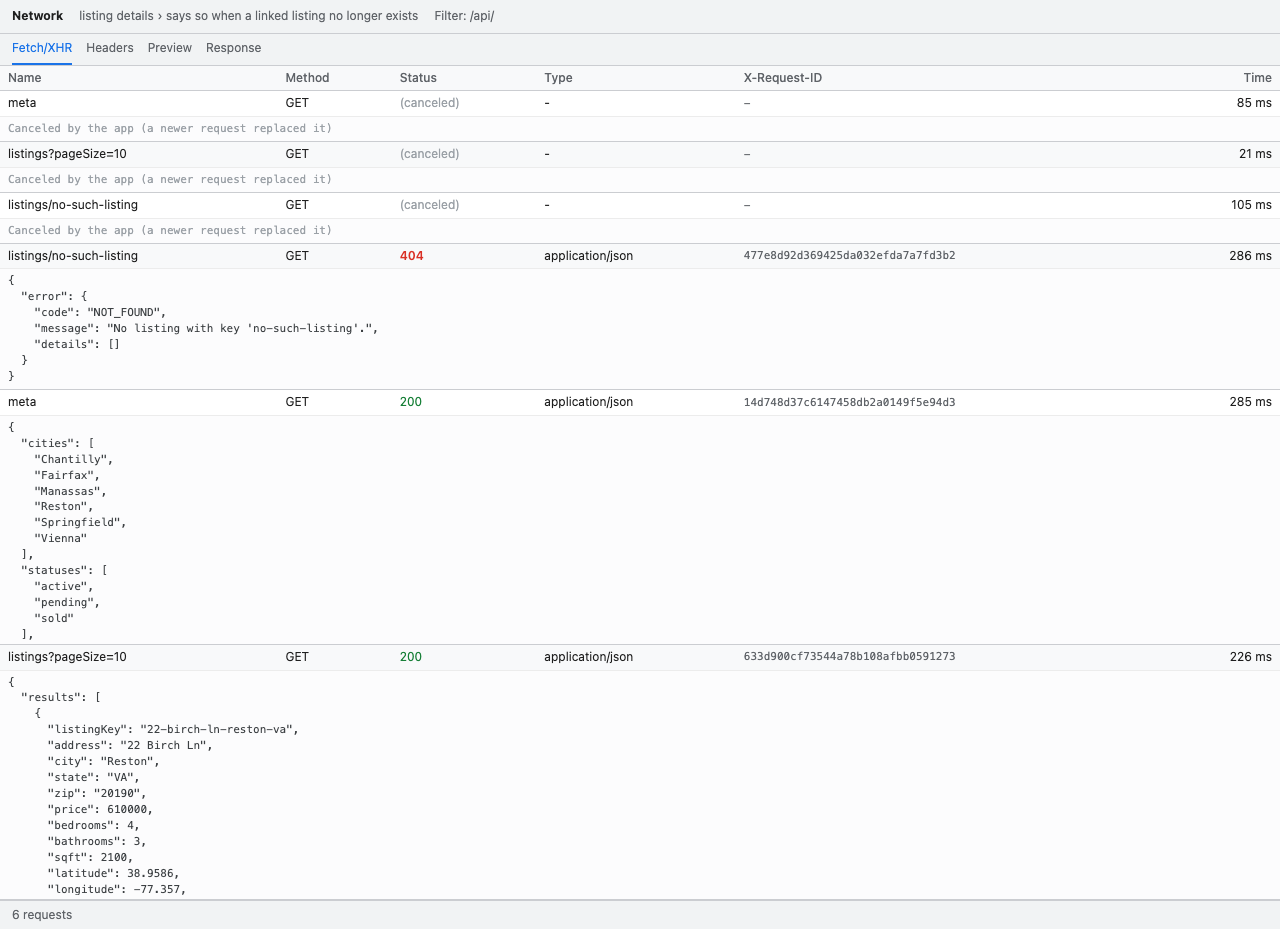 Network listing details › says so when a linked listing no longer exists Filter: /api/
Fetch/XHR Headers Preview Response
Name Method Status Type X-Request-ID Time
meta GET (canceled) - – 85 ms
Canceled by the app (a newer request replaced it)
listings?pageSize=10 GET (canceled) - – 21 ms
Canceled by the app (a newer request replaced it)
listings/no-such-listing GET (canceled) - – 105 ms
Canceled by the app (a newer request replaced it)
listings/no-such-listing GET 404 application/json 477e8d92d369425da032efda7a7fd3b2 286 ms
{
"error": {
"code": "NOT_FOUND",
"message": "No listing with key 'no-such-listing'.",
"details": []
}
}
meta GET 200 application/json 14d748d37c6147458db2a0149f5e94d3 285 ms
{
"cities": [
"Chantilly",
"Fairfax",
"Manassas",
"Reston",
"Springfield",
"Vienna"
],
"statuses": [
"active",
"pending",
"sold"
],
listings?pageSize=10 GET 200 application/json 633d900cf73544a78b108afbb0591273 226 ms
{
"results": [
{
"listingKey": "22-birch-ln-reston-va",
"address": "22 Birch Ln",
"city": "Reston",
"state": "VA",
"zip": "20190",
"price": 610000,
"bedrooms": 4,
"bathrooms": 3,
"sqft": 2100,
"latitude": 38.9586,
"longitude": -77.357,
6 requests